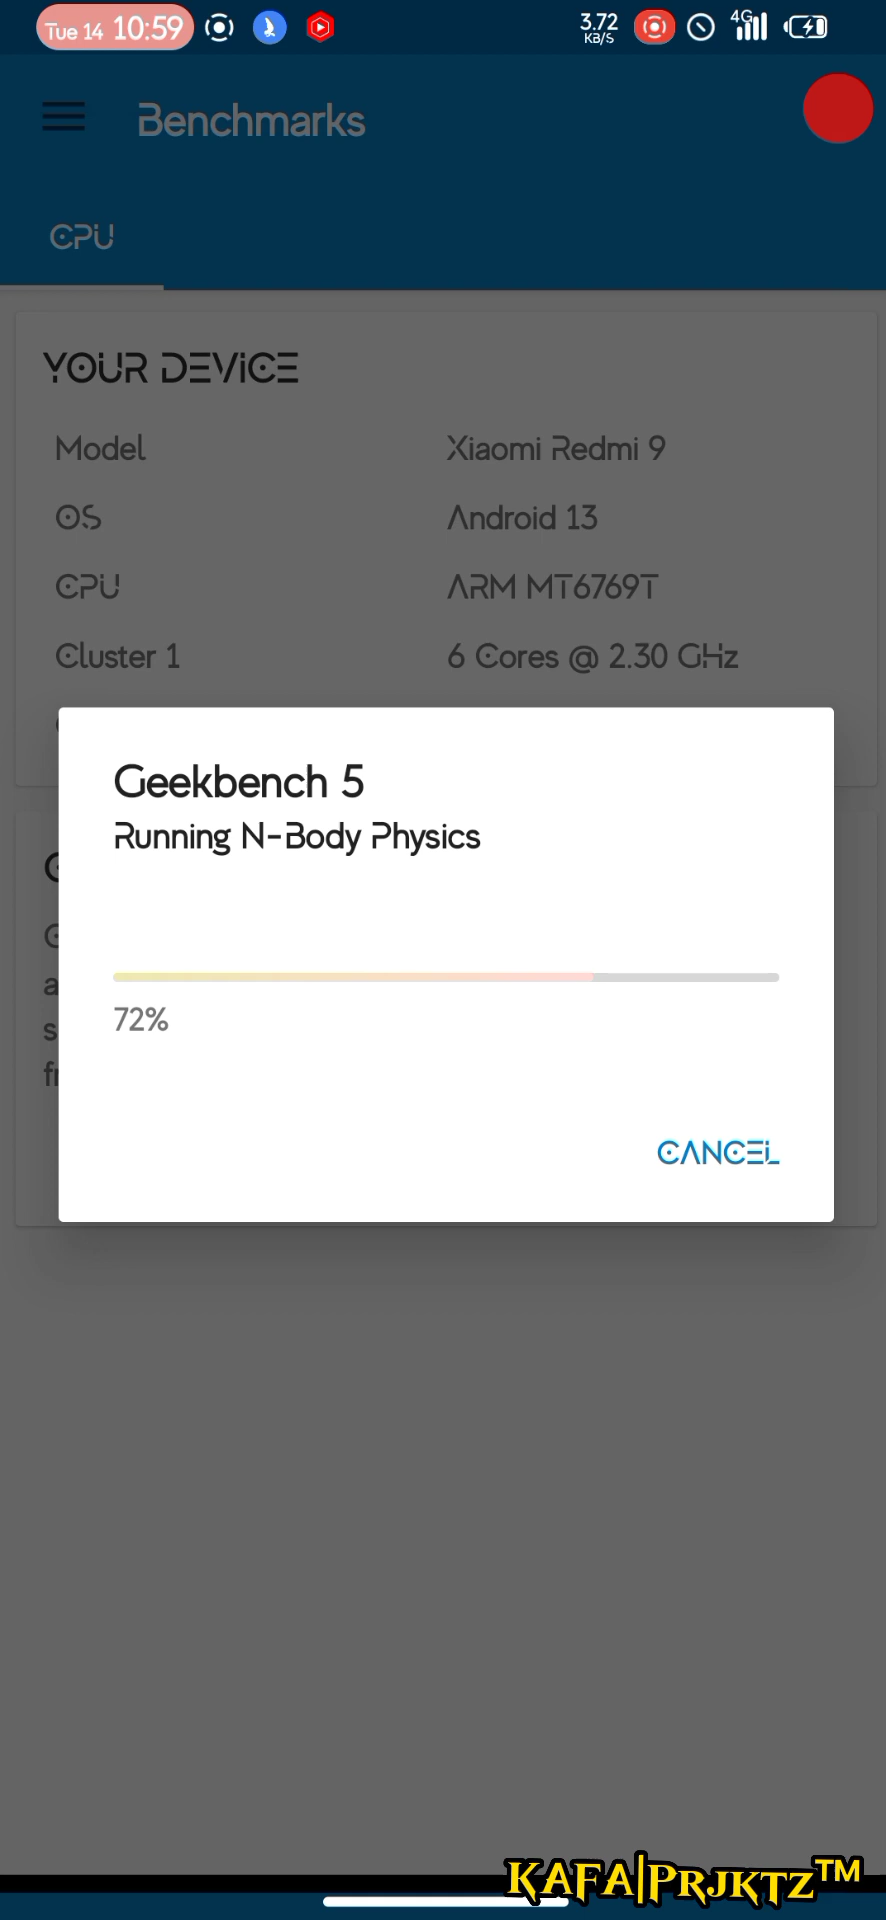 Tue 14 10:59
3.72
KB/S
4G
Benchmarks
CPU
YOUR DEVICE
Model Xiaomi Redmi 9
OS Android 13
CPU ARM MT6769T
Cluster 1 6 Cores @ 2.30 GHz
Geekbench 5
Running N-Body Physics
72%
CANCEL
KAFA|PRJKTZ™